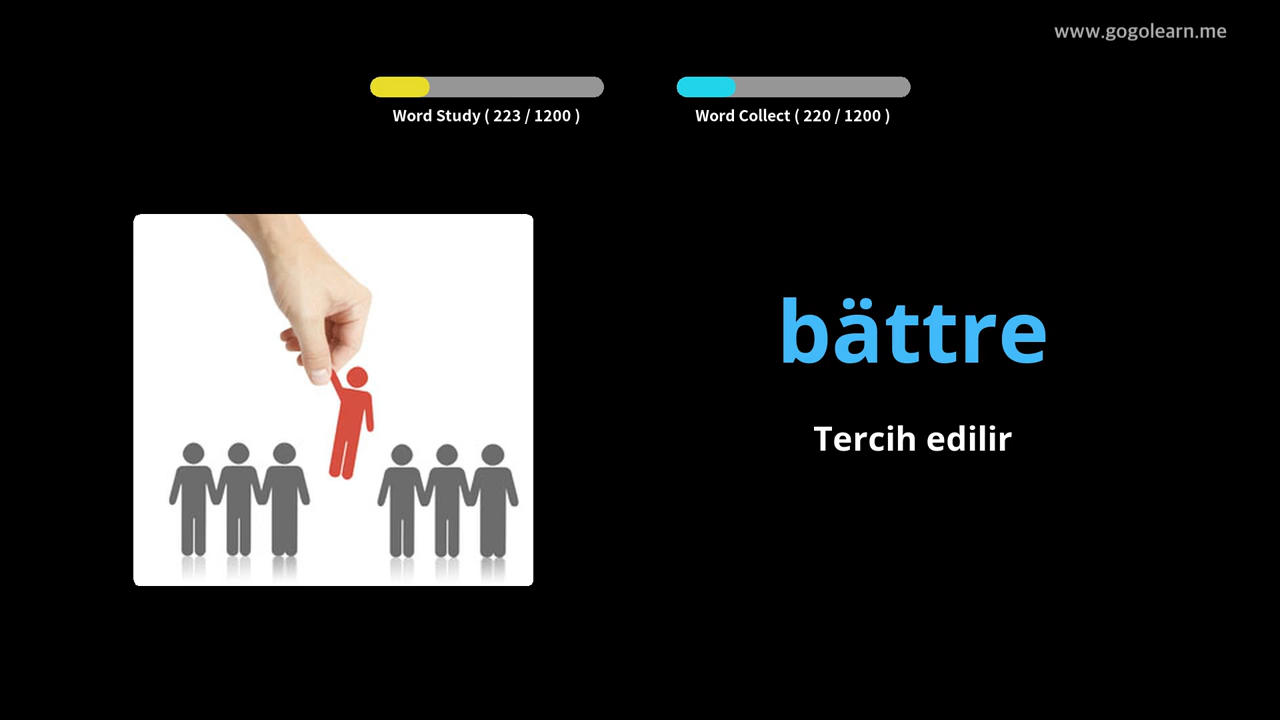 www.gogolearn.me
Word Study ( 223 / 1200 )
Word Collect ( 220 / 1200 )
bättre
Tercih edilir